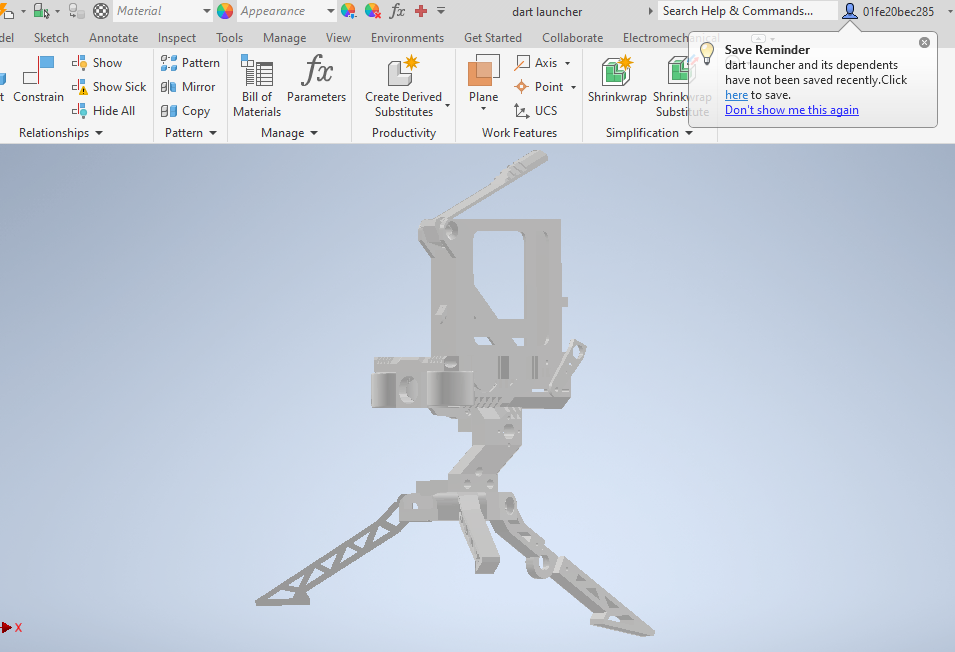 Material
Appearance
fx
dart launcher
Search Help & Commands...
01fe20bec285
del
Sketch
Annotate
Inspect
Tools
Manage
View
Environments
Get Started
Collaborate
Electromechanical
t
Constrain
Show
Show Sick
Hide All
Relationships
Pattern
Mirror
Copy
Pattern
Bill of
Materials
fx
Parameters
Manage
Create Derived
Substitutes
Productivity
Plane
Axis
Point
UCS
Work Features
Shrinkwrap
Shrinkwrap
Substitute
Simplification
Save Reminder
dart launcher and its dependents
have not been saved recently.Click
here to save.
Don't show me this again
X